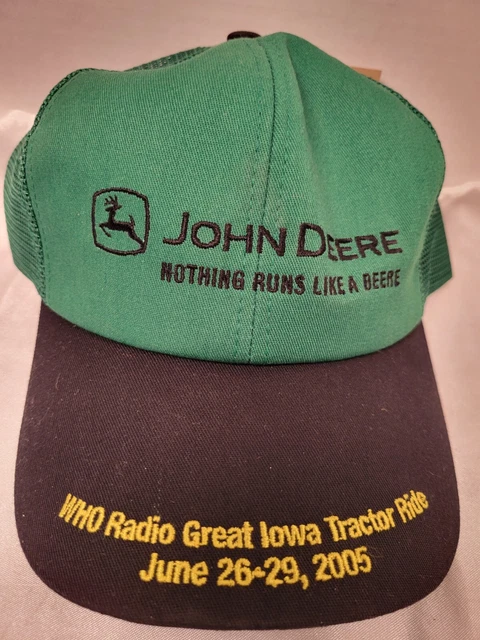 JOHN DEERE
NOTHING RUNS LIKE A DEERE
WHO Radio Great Iowa Tractor Ride
June 26-29, 2005